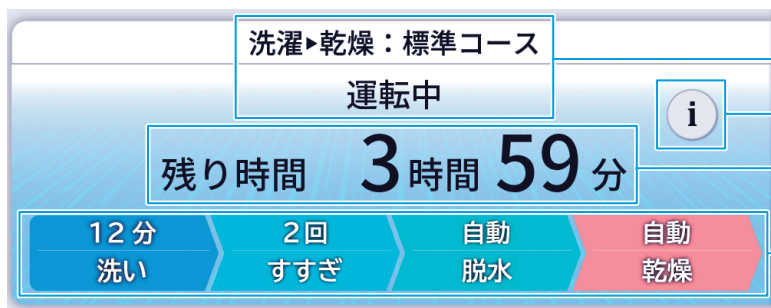 洗濯▸乾燥：標準コース
運転中
i
残り時間 3時間59分
12分 2回 自動 自動
洗い すすぎ 脱水 乾燥